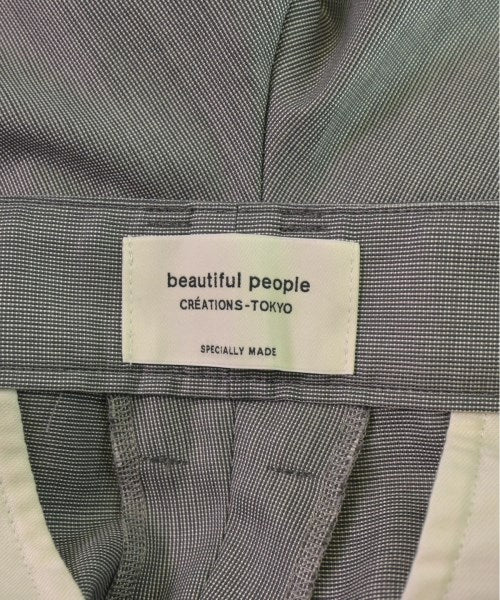 beautiful people
CRÉATIONS-TOKYO
SPECIALLY MADE